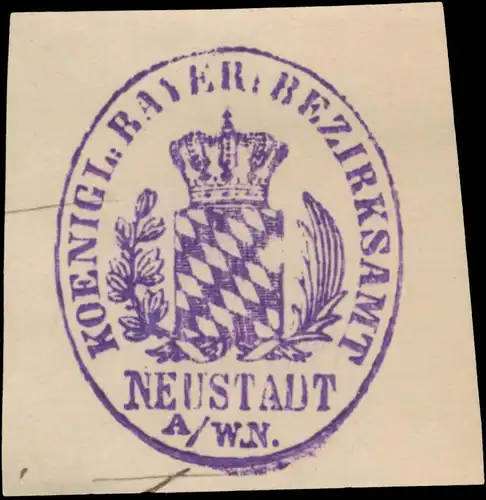 KOENIGL: BAYER: BEZIRKSAMT
NEUSTADT
A/W.N.